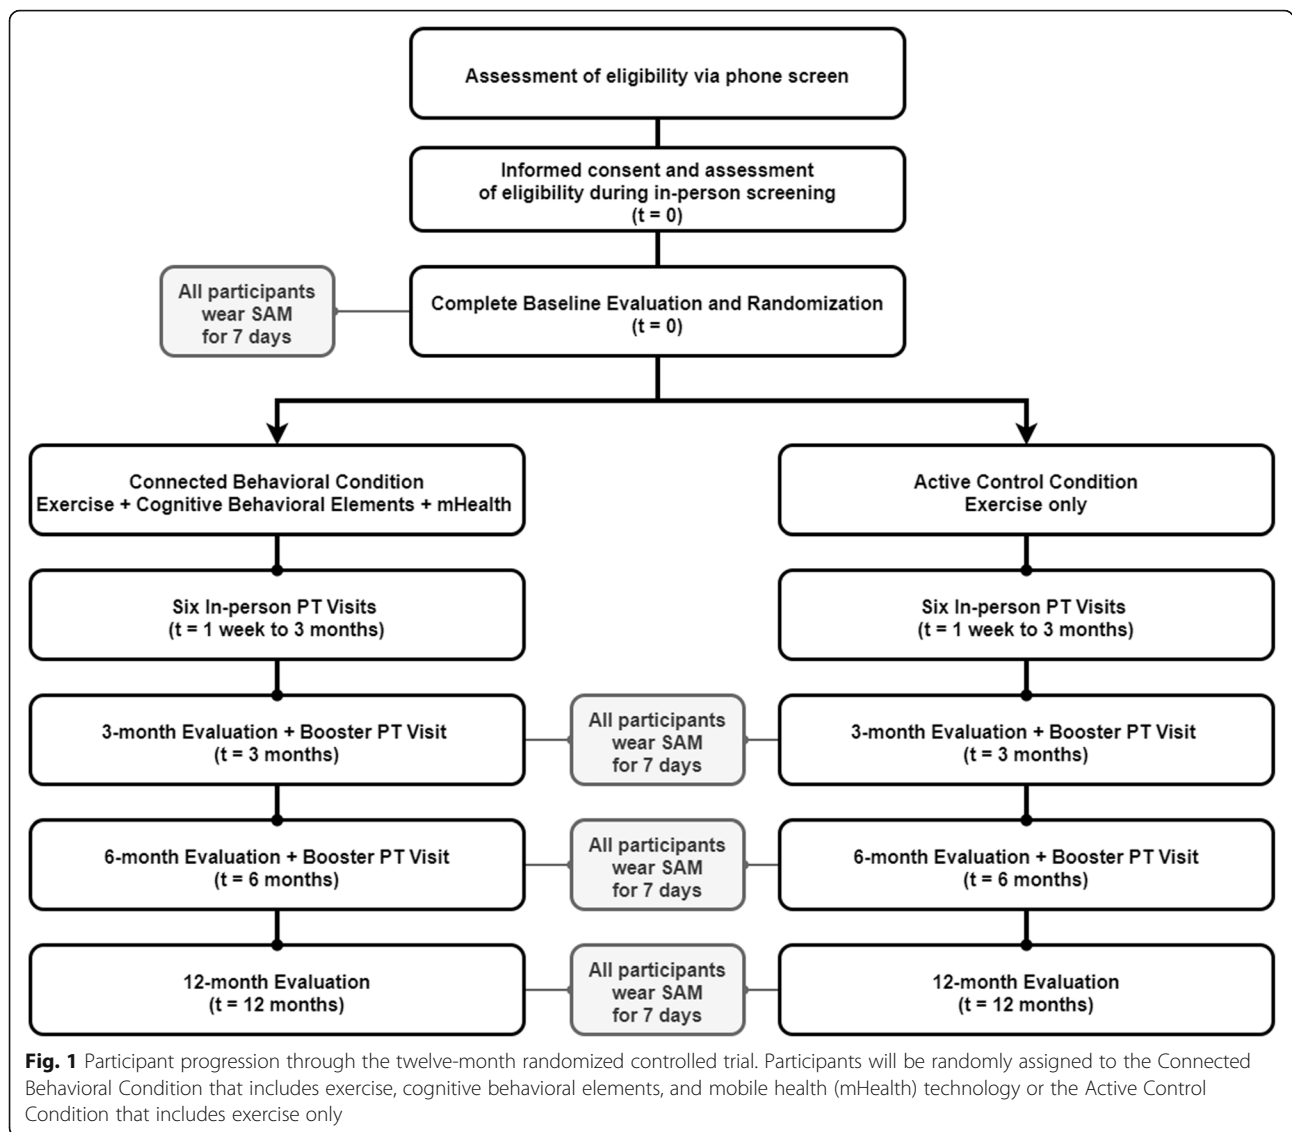 Assessment of eligibility via phone screen
Informed consent and assessment
of eligibility during in-person screening
(t = 0)
All participants
wear SAM
for 7 days
Complete Baseline Evaluation and Randomization
(t = 0)
Connected Behavioral Condition
Exercise + Cognitive Behavioral Elements + mHealth
Active Control Condition
Exercise only
Six In-person PT Visits
(t = 1 week to 3 months)
Six In-person PT Visits
(t = 1 week to 3 months)
3-month Evaluation + Booster PT Visit
(t = 3 months)
All participants
wear SAM
for 7 days
3-month Evaluation + Booster PT Visit
(t = 3 months)
6-month Evaluation + Booster PT Visit
(t = 6 months)
All participants
wear SAM
for 7 days
6-month Evaluation + Booster PT Visit
(t = 6 months)
12-month Evaluation
(t = 12 months)
All participants
wear SAM
for 7 days
12-month Evaluation
(t = 12 months)
Fig. 1 Participant progression through the twelve-month randomized controlled trial. Participants will be randomly assigned to the Connected
Behavioral Condition that includes exercise, cognitive behavioral elements, and mobile health (mHealth) technology or the Active Control
Condition that includes exercise only